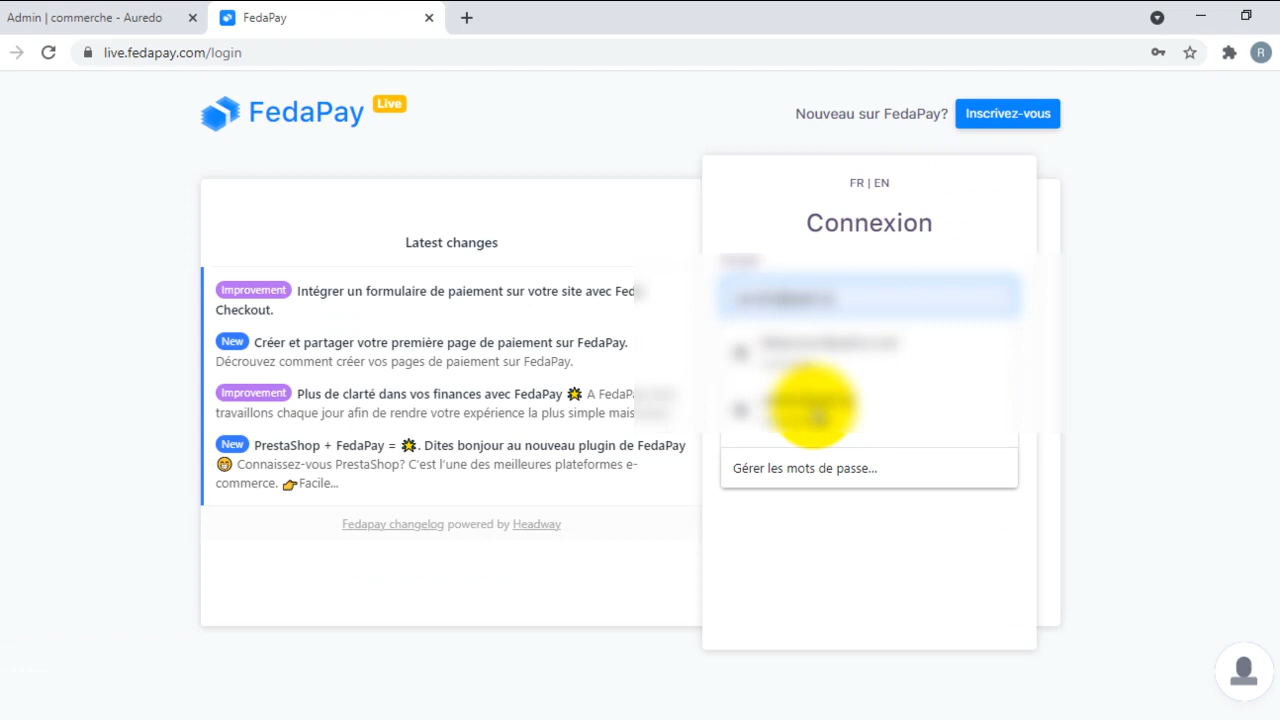 Admin | commerche - Auredo
FedaPay
live.fedapay.com/login
R
FedaPay Live
Nouveau sur FedaPay? Inscrivez-vous
FR | EN
Connexion
Latest changes
Improvement Intégrer un formulaire de paiement sur votre site avec Fed
Checkout.
New Créer et partager votre première page de paiement sur FedaPay.
Décrouvez comment créer vos pages de paiement sur FedaPay.
Improvement Plus de clarté dans vos finances avec FedaPay 🌟 A FedaPa
travaillons chaque jour afin de rendre votre expérience la plus simple mais
New PrestaShop + FedaPay = 🌟. Dites bonjour au nouveau plugin de FedaPay
😁 Connaissez-vous PrestaShop? C'est l'une des meilleures plateformes e-
commerce. 👉Facile...
Gérer les mots de passe...
Fedapay changelog powered by Headway